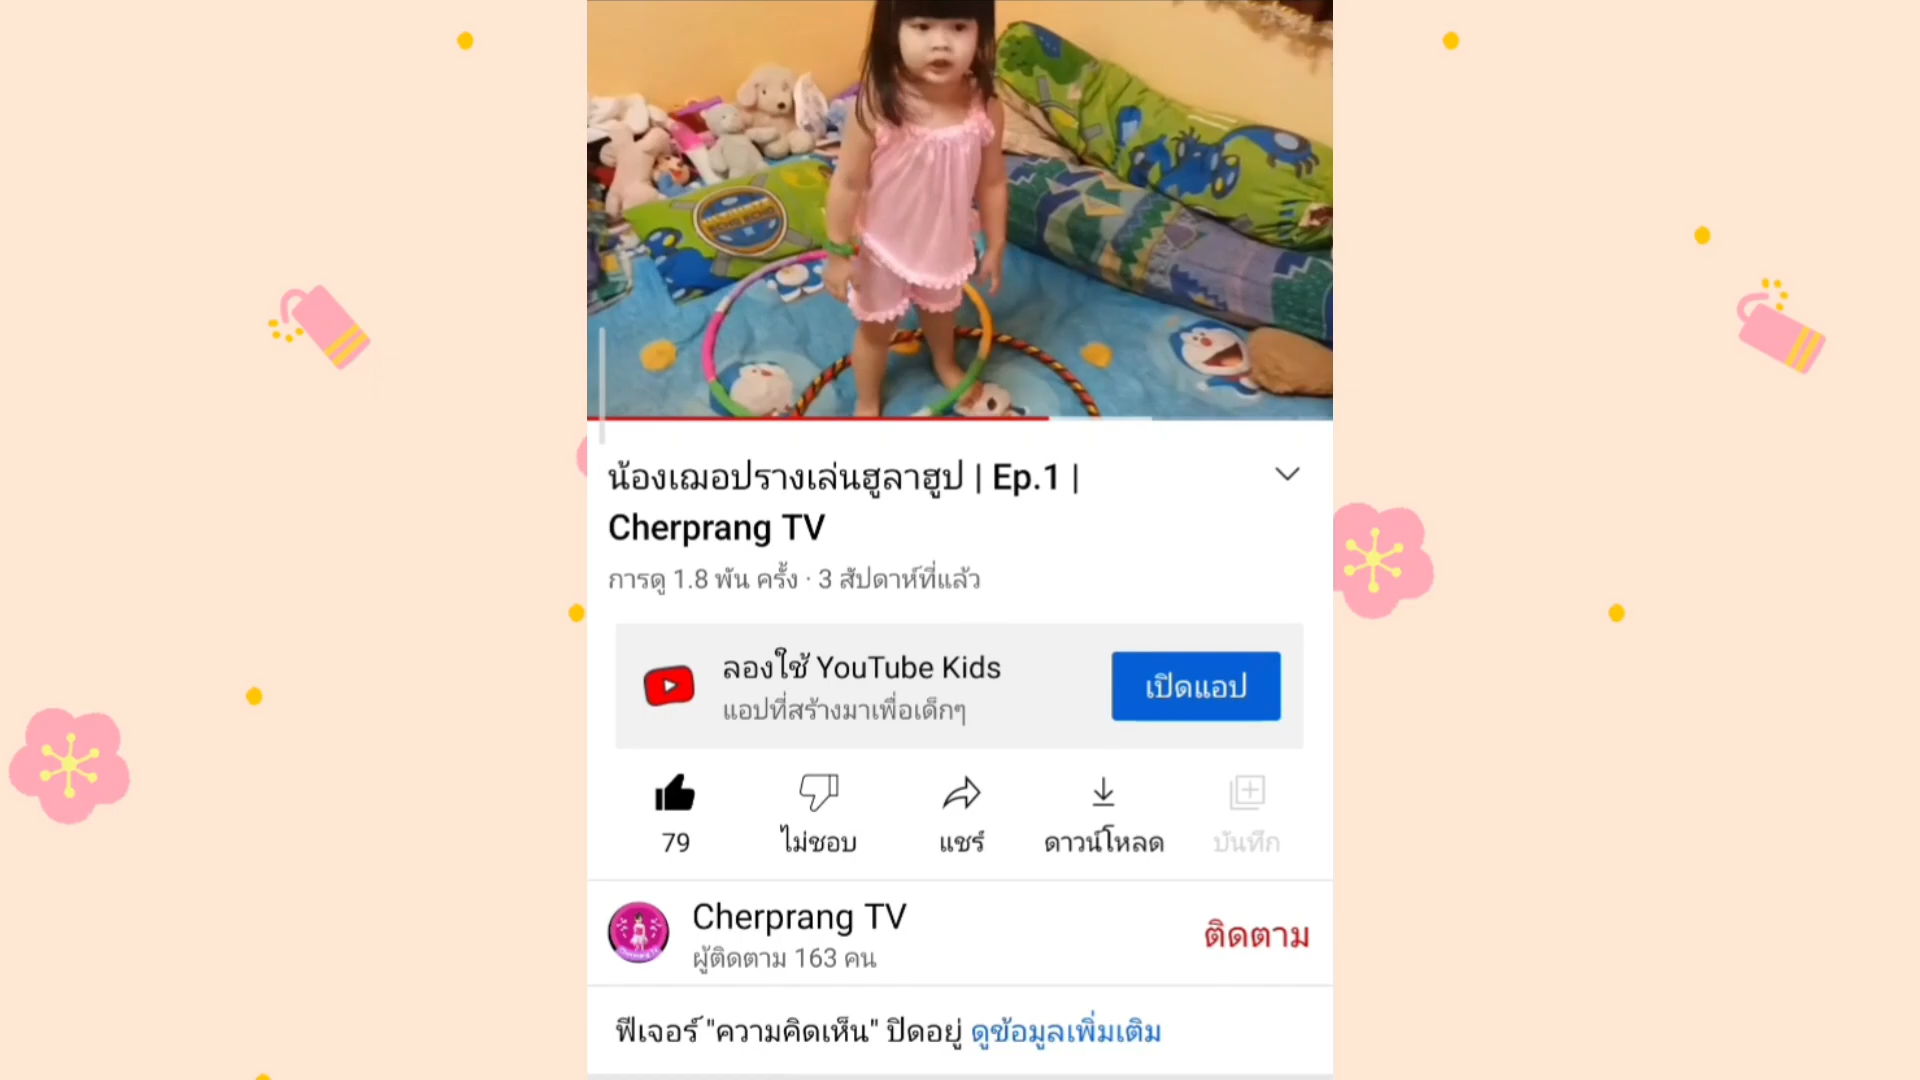 น้องเฌอปรางเล่นฮูลาฮูป | Ep.1 |
Cherprang TV
การดู 1.8 พัน ครั้ง · 3 สัปดาห์ที่แล้ว
ลองใช้ YouTube Kids
แอปที่สร้างมาเพื่อเด็กๆ
เปิดแอป
79
ไม่ชอบ
แชร์
ดาวน์โหลด
บันทึก
Cherprang TV
ผู้ติดตาม 163 คน
ติดตาม
ฟีเจอร์ "ความคิดเห็น" ปิดอยู่ ดูข้อมูลเพิ่มเติม